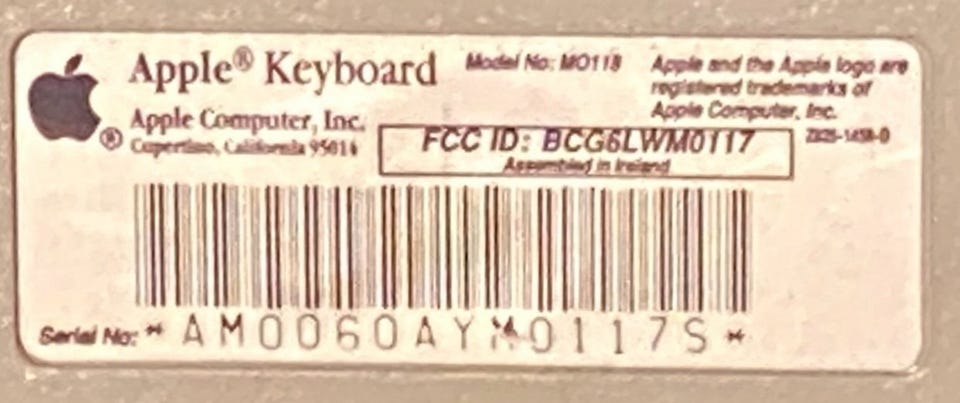 Apple® Keyboard
Model No: M0118
Apple and the Apple logo are
registered trademarks of
Apple Computer, Inc.
®
Apple Computer, Inc.
Cupertino, California 95014
FCC ID: BCG6LWM0117
Assembled in Ireland
Serial No: * AM0060AYM0117S *